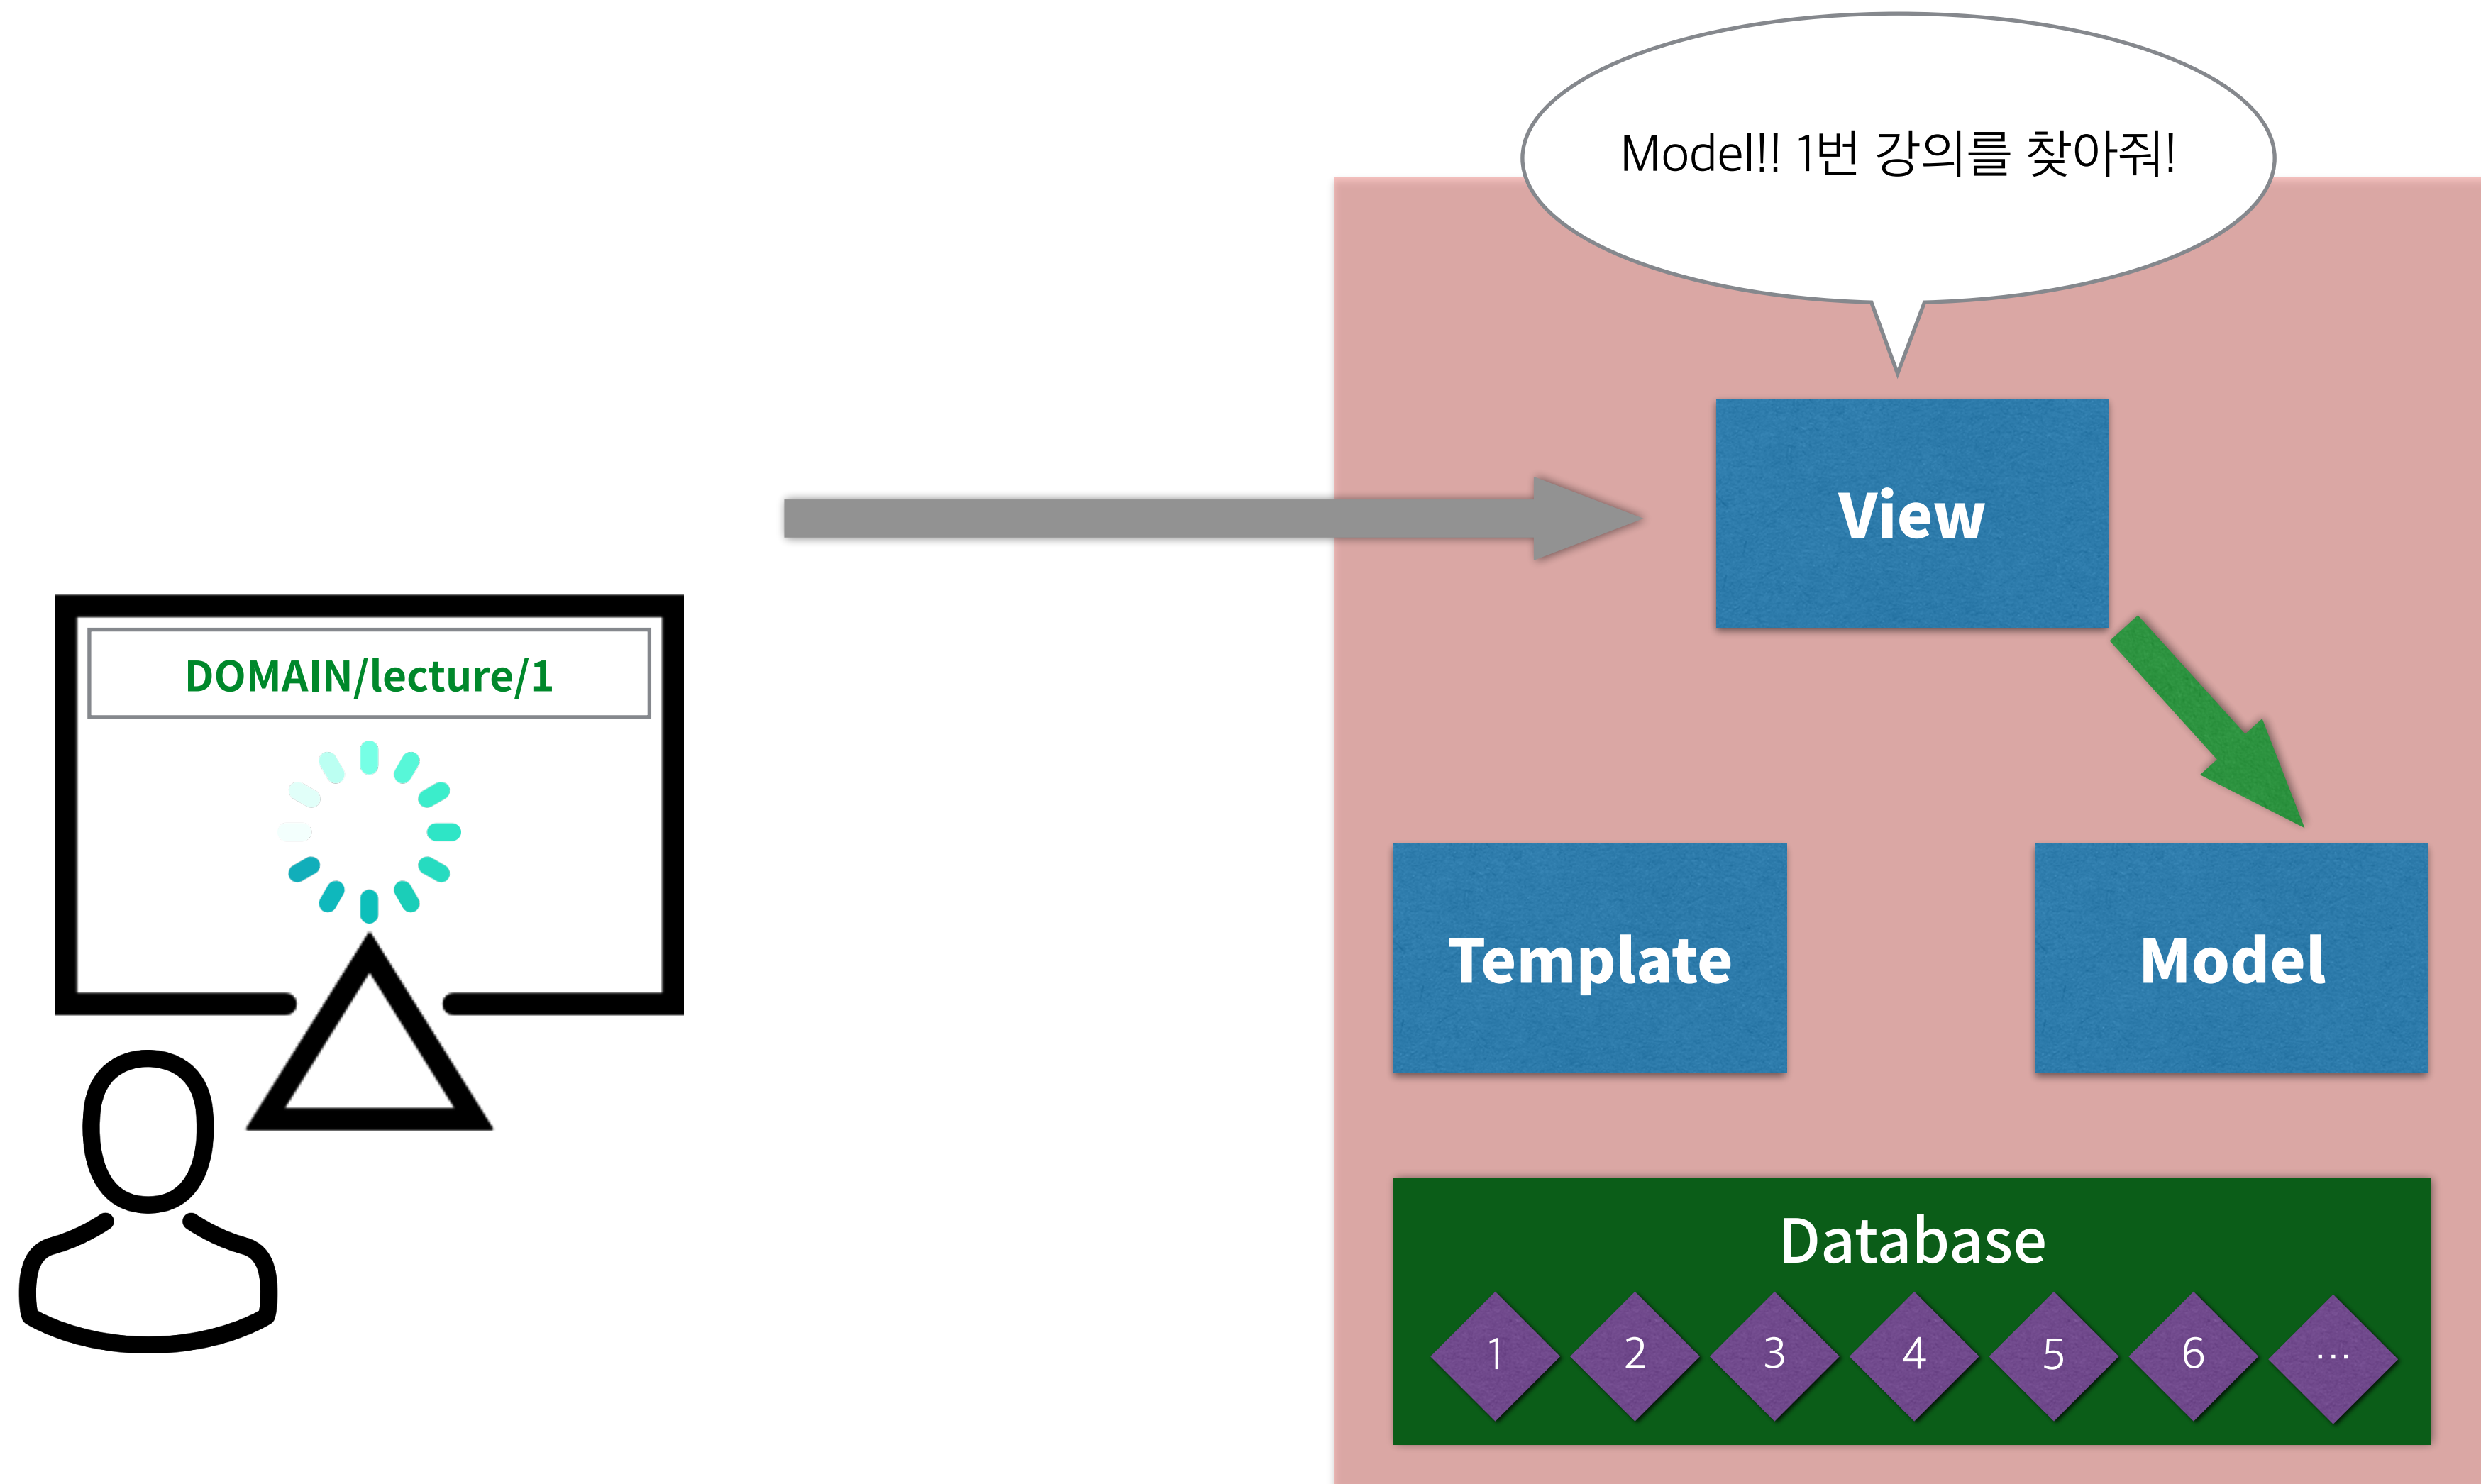 Model!! 1번 강의를 찾아줘!
View
DOMAIN/lecture/1
Template
Model
Database
1 2 3 4 5 6 …